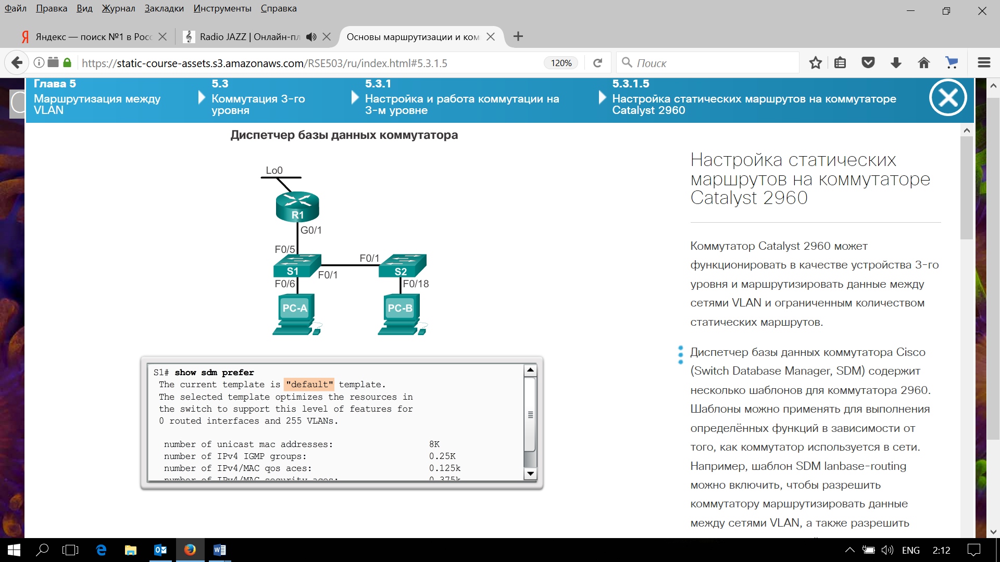 Файл Правка Вид Журнал Закладки Инструменты Справка
Яндекс — поиск №1 в Росс
Radio JAZZ | Онлайн-пл
Основы маршрутизации и ком
https://static-course-assets.s3.amazonaws.com/RSE503/ru/index.html#5.3.1.5
120%
Поиск
Глава 5
Маршрутизация между
VLAN
5.3
Коммутация 3-го
уровня
5.3.1
Настройка и работа коммутации на
3-м уровне
5.3.1.5
Настройка статических маршрутов на коммутаторе
Catalyst 2960
Диспетчер базы данных коммутатора
Lo0
R1
G0/1
F0/5
S1
F0/1
F0/1
S2
F0/6
F0/18
PC-A
PC-B
S1# show sdm prefer
The current template is "default" template.
The selected template optimizes the resources in
the switch to support this level of features for
0 routed interfaces and 255 VLANs.
number of unicast mac addresses: 8K
number of IPv4 IGMP groups: 0.25K
number of IPv4/MAC qos aces: 0.125k
number of IPv4/MAC security aces: 0.375k
Настройка статических
маршрутов на коммутаторе
Catalyst 2960
Коммутатор Catalyst 2960 может
функционировать в качестве устройства 3-го
уровня и маршрутизировать данные между
сетями VLAN и ограниченным количеством
статических маршрутов.
Диспетчер базы данных коммутатора Cisco
(Switch Database Manager, SDM) содержит
несколько шаблонов для коммутатора 2960.
Шаблоны можно применять для выполнения
определённых функций в зависимости от
того, как коммутатор используется в сети.
Например, шаблон SDM lanbase-routing
можно включить, чтобы разрешить
коммутатору маршрутизировать данные
между сетями VLAN, а также разрешить
ENG
2:12